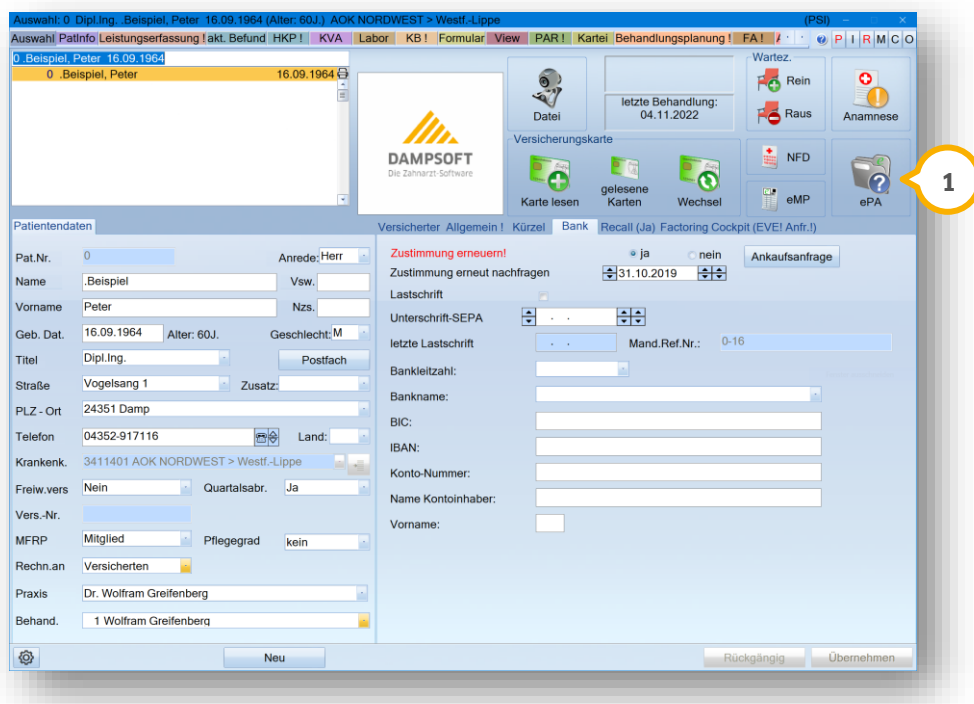 Auswahl: 0 Dipl.Ing. .Beispiel, Peter 16.09.1964 (Alter: 60J.) AOK NORDWEST > Westf.-Lippe (PSI)
Auswahl PatInfo Leistungserfassung ! akt. Befund HKP ! KVA Labor KB ! Formular View PAR ! Kartei Behandlungsplanung ! FA ! P I R M C O
0 .Beispiel, Peter 16.09.1964
0 .Beispiel, Peter 16.09.1964
DAMPSOFT
Die Zahnarzt-Software
Datei
letzte Behandlung:
04.11.2022
Wartez.
Rein
Raus
Anamnese
Versicherungskarte
Karte lesen
gelesene
Karten
Wechsel
NFD
eMP
ePA
1
Patientendaten
Versicherter Allgemein ! Kürzel Bank Recall (Ja) Factoring Cockpit (EVE! Anfr.!)
Pat.Nr. 0 Anrede: Herr
Name .Beispiel Vsw.
Vorname Peter Nzs.
Geb. Dat. 16.09.1964 Alter: 60J. Geschlecht: M
Titel Dipl.Ing. Postfach
Straße Vogelsang 1 Zusatz:
PLZ - Ort 24351 Damp
Telefon 04352-917116 Land:
Krankenk. 3411401 AOK NORDWEST > Westf.-Lippe
Freiw.vers Nein Quartalsabr. Ja
Vers.-Nr.
MFRP Mitglied Pflegegrad kein
Rechn.an Versicherten
Praxis Dr. Wolfram Greifenberg
Behand. 1 Wolfram Greifenberg
Zustimmung erneuern! ja nein Ankaufsanfrage
Zustimmung erneut nachfragen 31.10.2019
Lastschrift
Unterschrift-SEPA . .
letzte Lastschrift . . Mand.Ref.Nr.: 0-16
Bankleitzahl:
Bankname:
BIC:
IBAN:
Konto-Nummer:
Name Kontoinhaber:
Vorname:
Neu Rückgängig Übernehmen